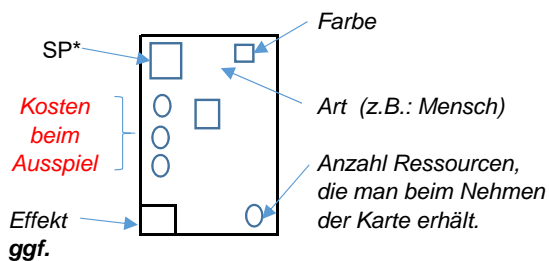 SP*
Farbe
Kosten
beim
Ausspiel
Art (z.B.: Mensch)
Anzahl Ressourcen,
die man beim Nehmen
der Karte erhält.
Effekt
ggf.